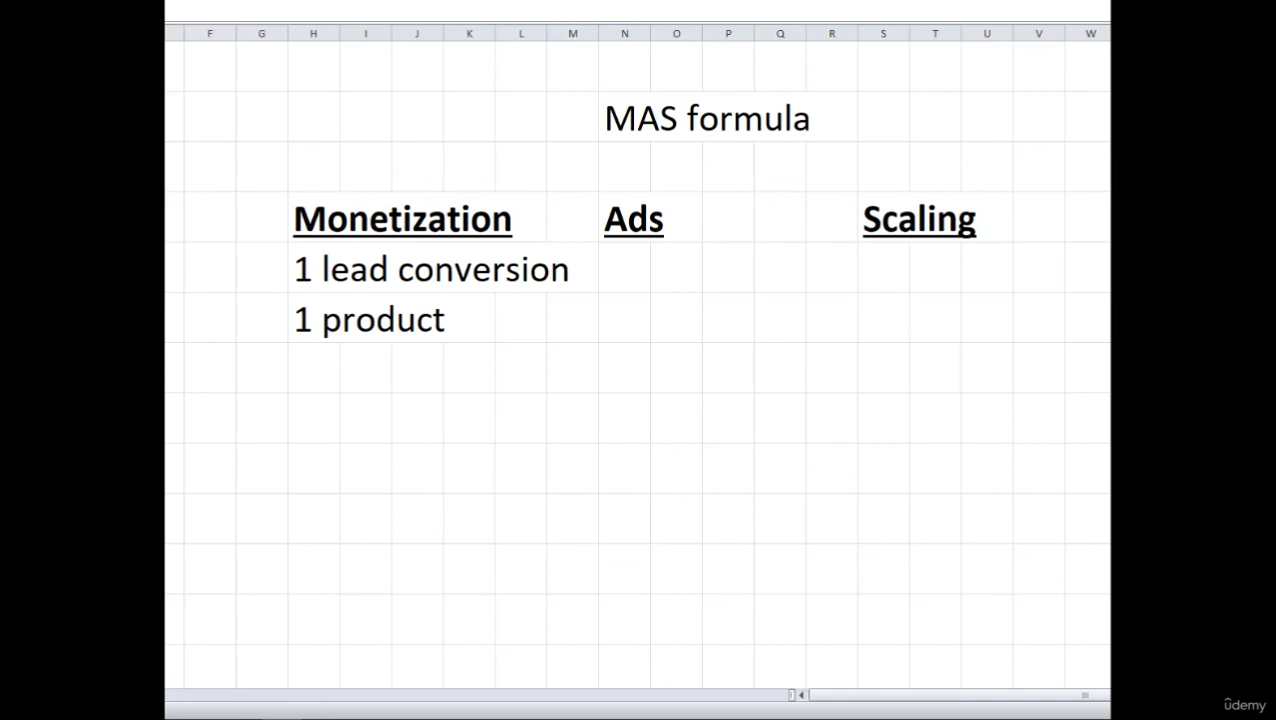 F G H I J K L M N O P Q R S T U V W
MAS formula
Monetization Ads Scaling
1 lead conversion
1 product
ûdemy